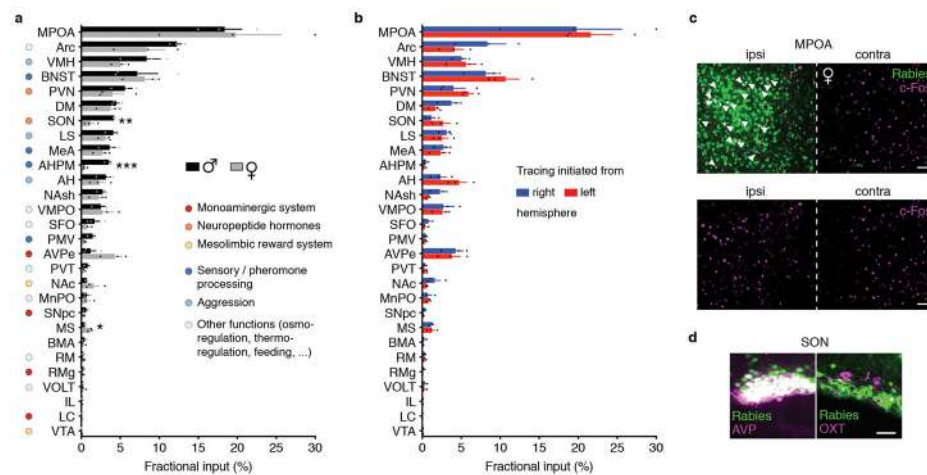 a
MPOA
Arc
VMH
BNST
PVN
DM
SON
**
LS
MeA
AHPM
***
AH
NAsh
VMPO
SFO
PMV
AVPe
PVT
NAc
MnPO
SNpc
MS
*
BMA
RM
RMg
VOLT
IL
LC
VTA
0 5 10 15 20 25 30
Fractional input (%)
♂ ♀
Monoaminergic system
Neuropeptide hormones
Mesolimbic reward system
Sensory / pheromone
processing
Aggression
Other functions (osmo-
regulation, thermo-
regulation, feeding, ...)
b
MPOA
Arc
VMH
BNST
PVN
DM
SON
LS
MeA
AHPM
AH
NAsh
VMPO
SFO
PMV
AVPe
PVT
NAc
MnPO
SNpc
MS
BMA
RM
RMg
VOLT
IL
LC
VTA
0 5 10 15 20 25 30
Fractional input (%)
Tracing initiated from
right left
hemisphere
c
MPOA
ipsi contra
♀
Rabies
c-Fos
ipsi contra
c-Fos
d
SON
Rabies
AVP
Rabies
OXT